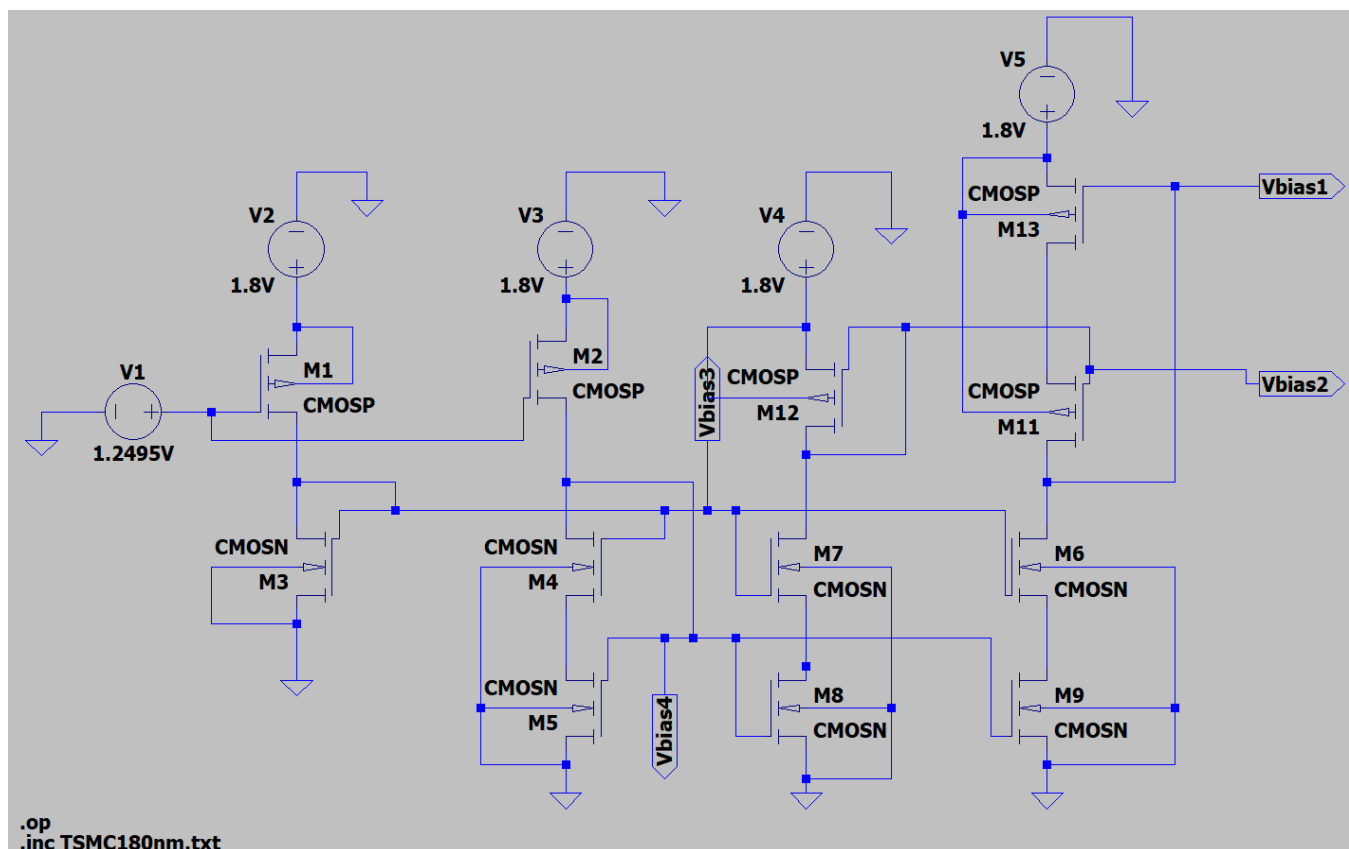 V5
1.8V
CMOSP
M13
Vbias1
V2
1.8V
V3
1.8V
V4
1.8V
V1
1.2495V
M1
CMOSP
M2
CMOSP
Vbias3
CMOSP
M12
CMOSP
M11
Vbias2
CMOSN
M3
CMOSN
M4
M7
CMOSN
M6
CMOSN
CMOSN
M5
Vbias4
M8
CMOSN
M9
CMOSN
.op
.inc TSMC180nm.txt